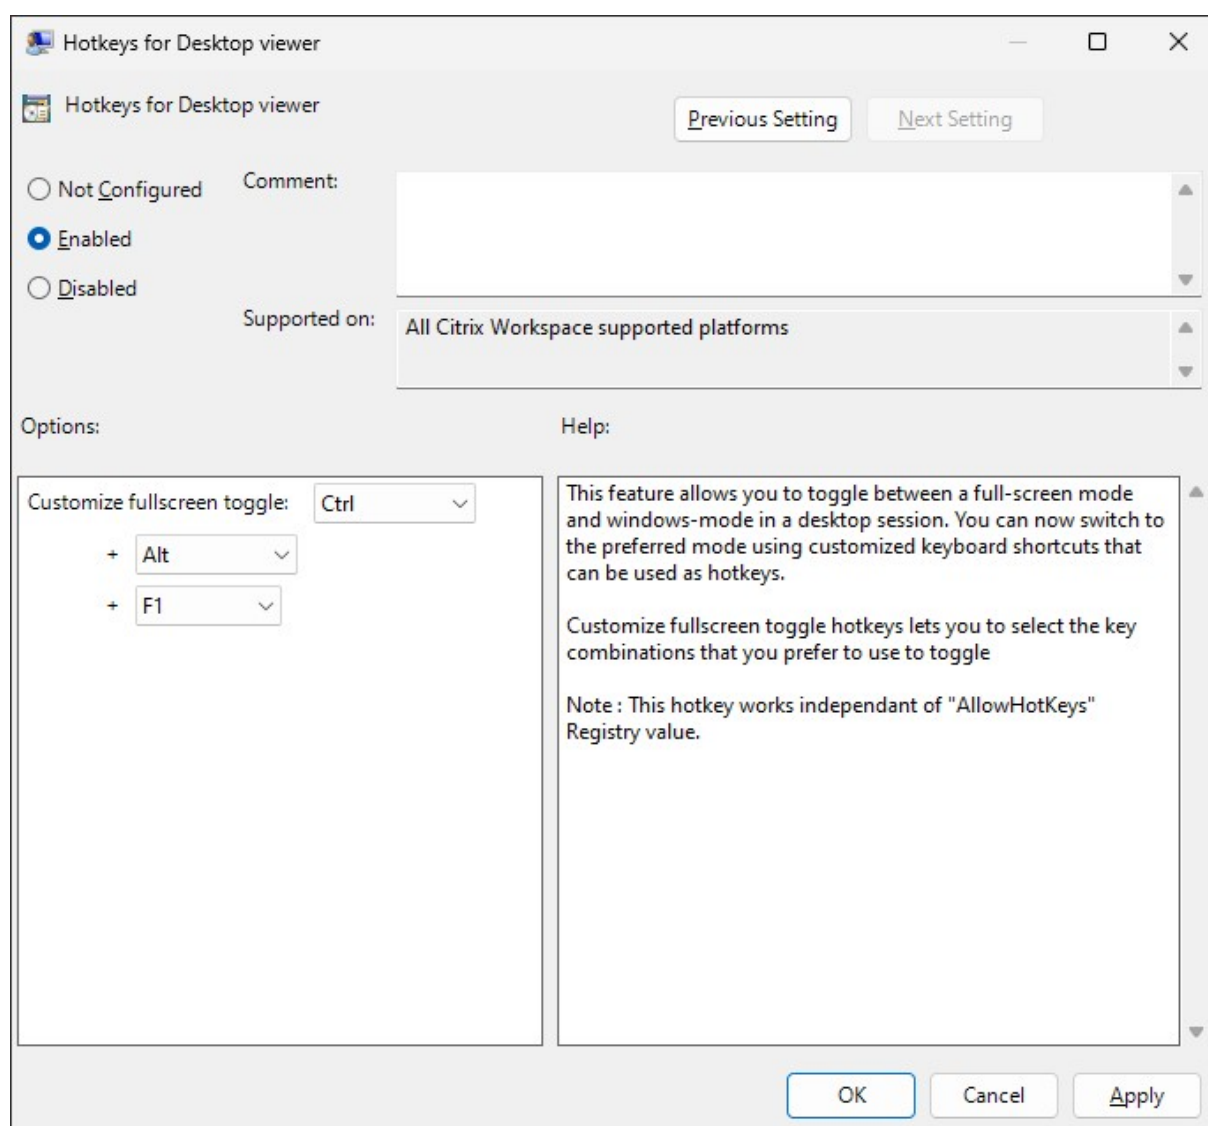 Hotkeys for Desktop viewer
Hotkeys for Desktop viewer
Previous Setting
Next Setting
Not Configured
Comment:
Enabled
Disabled
Supported on:
All Citrix Workspace supported platforms
Options:
Help:
Customize fullscreen toggle:
Ctrl
+
Alt
+
F1
This feature allows you to toggle between a full-screen mode
and windows-mode in a desktop session. You can now switch to
the preferred mode using customized keyboard shortcuts that
can be used as hotkeys.
Customize fullscreen toggle hotkeys lets you to select the key
combinations that you prefer to use to toggle
Note : This hotkey works independant of "AllowHotKeys"
Registry value.
OK
Cancel
Apply